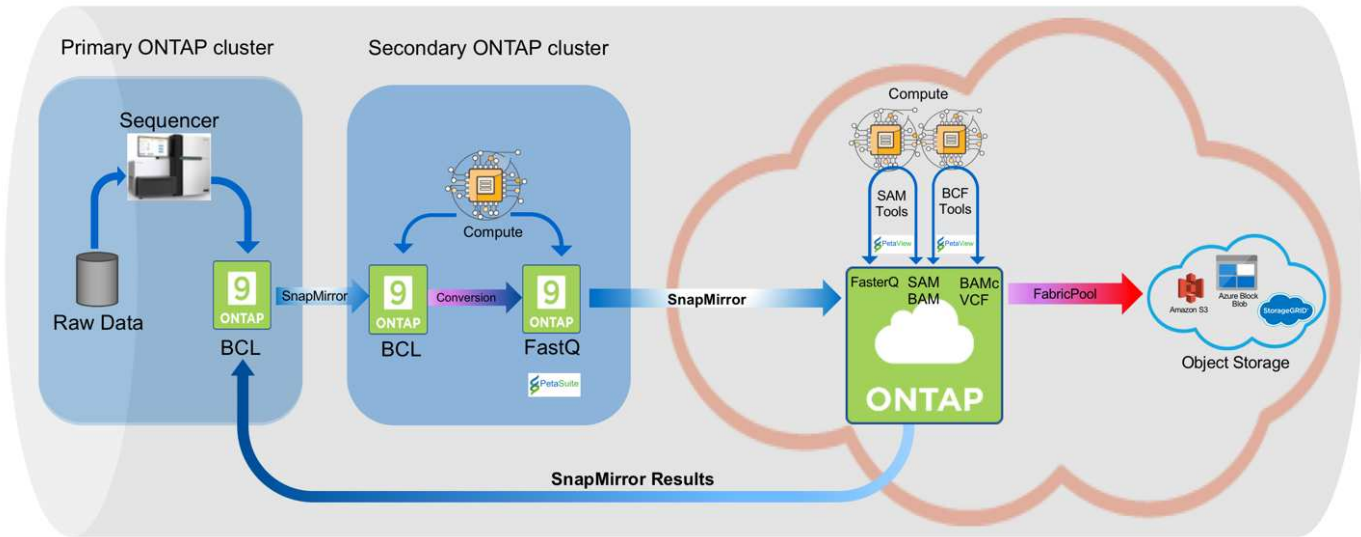 Primary ONTAP cluster
Secondary ONTAP cluster
Sequencer
Raw Data
9
ONTAP
BCL
SnapMirror
Compute
9
ONTAP
BCL
Conversion
9
ONTAP
FastQ
PetaSuite
SnapMirror
Compute
SAM
Tools
BCF
Tools
PetaView
PetaView
FasterQ
SAM
BAM
BAMc
VCF
ONTAP
FabricPool
Amazon S3
Azure Block
Blob
StorageGRID
Object Storage
SnapMirror Results